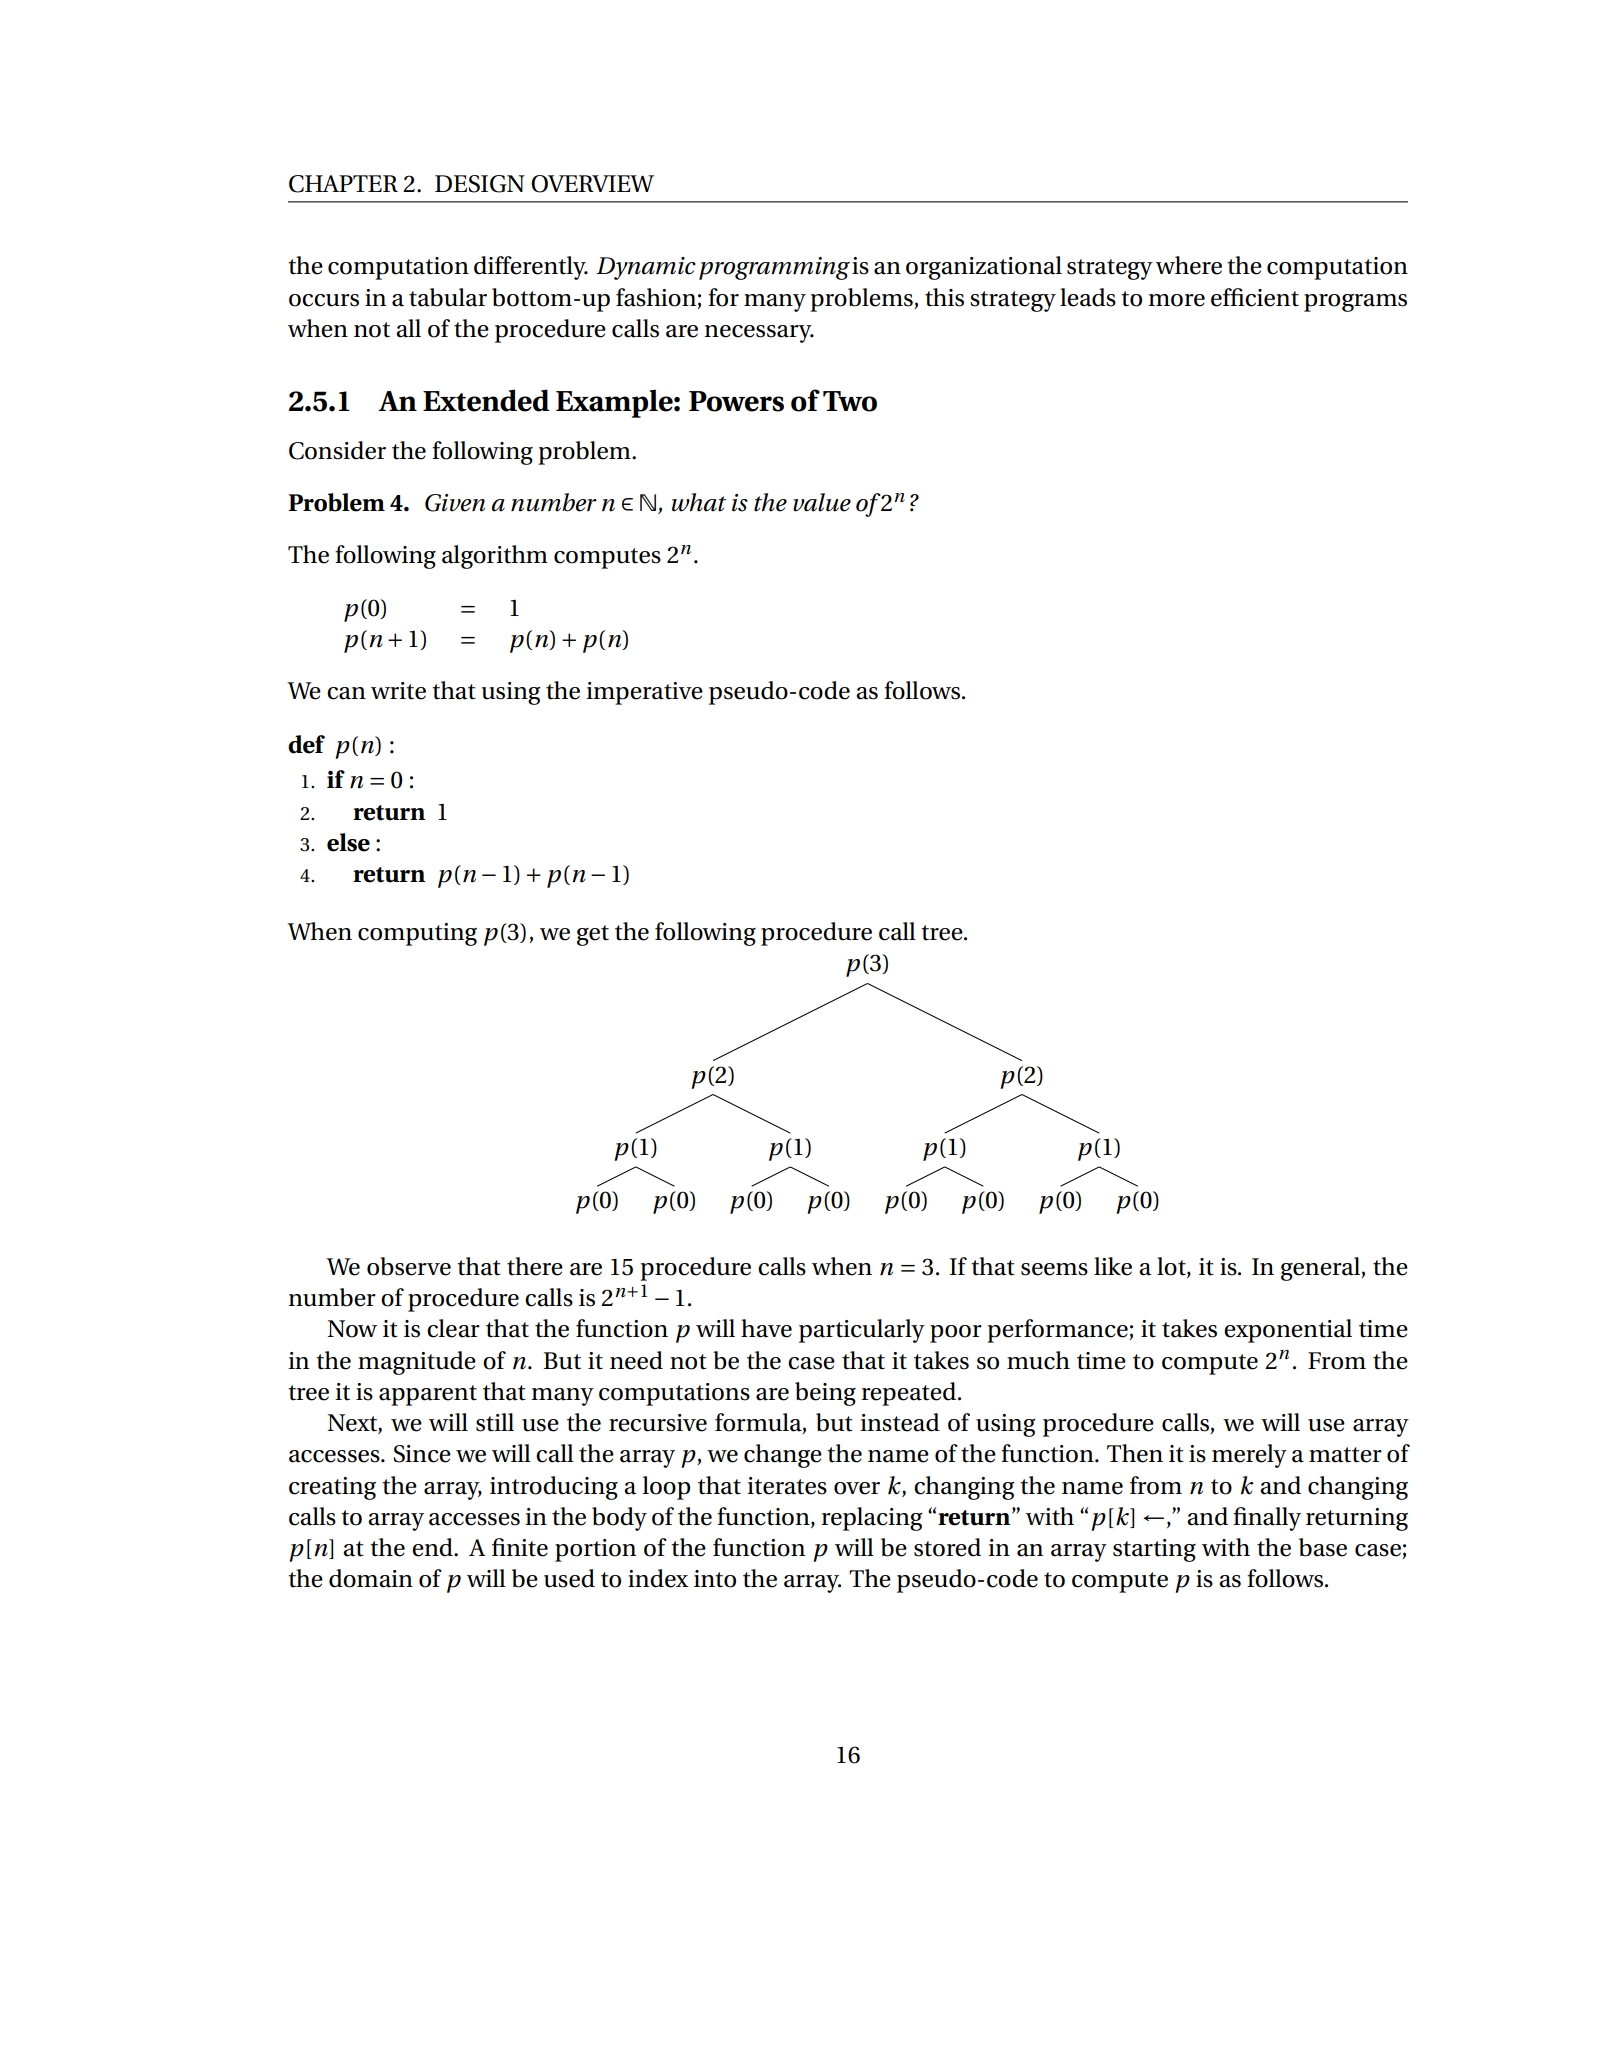 CHAPTER 2. DESIGN OVERVIEW
the computation differently. Dynamic programming is an organizational strategy where the computation
occurs in a tabular bottom-up fashion; for many problems, this strategy leads to more efficient programs
when not all of the procedure calls are necessary.
2.5.1 An Extended Example: Powers of Two
Consider the following problem.
Problem 4. Given a number n ∈ ℕ, what is the value of 2ⁿ?
The following algorithm computes 2ⁿ.
p(0) = 1
p(n+1) = p(n) + p(n)
We can write that using the imperative pseudo-code as follows.
def p(n) :
1. if n = 0 :
2. return 1
3. else :
4. return p(n − 1) + p(n − 1)
When computing p(3), we get the following procedure call tree.
p(3)
p(2) p(2)
p(1) p(1) p(1) p(1)
p(0) p(0) p(0) p(0) p(0) p(0) p(0) p(0)
We observe that there are 15 procedure calls when n = 3. If that seems like a lot, it is. In general, the
number of procedure calls is 2ⁿ⁺¹ − 1.
Now it is clear that the function p will have particularly poor performance; it takes exponential time
in the magnitude of n. But it need not be the case that it takes so much time to compute 2ⁿ. From the
tree it is apparent that many computations are being repeated.
Next, we will still use the recursive formula, but instead of using procedure calls, we will use array
accesses. Since we will call the array p, we change the name of the function. Then it is merely a matter of
creating the array, introducing a loop that iterates over k, changing the name from n to k and changing
calls to array accesses in the body of the function, replacing “return” with “p[k] ←,” and finally returning
p[n] at the end. A finite portion of the function p will be stored in an array starting with the base case;
the domain of p will be used to index into the array. The pseudo-code to compute p is as follows.
16